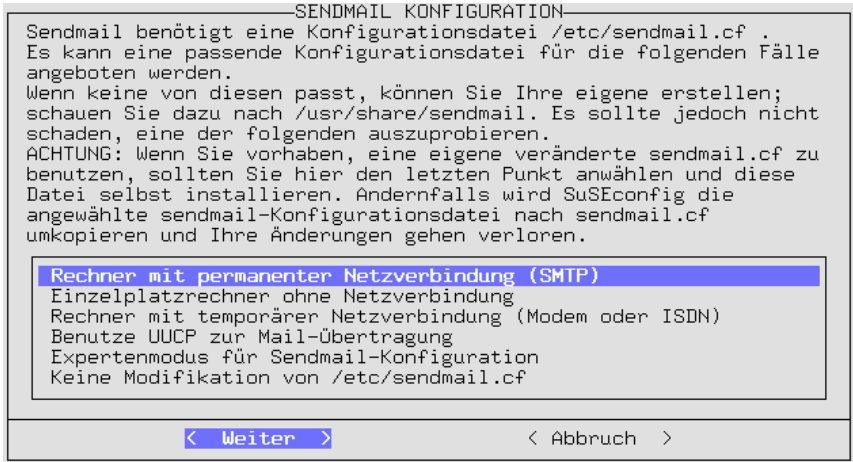 SENDMAIL KONFIGURATION
Sendmail benötigt eine Konfigurationsdatei /etc/sendmail.cf .
Es kann eine passende Konfigurationsdatei für die folgenden Fälle
angeboten werden.
Wenn keine von diesen passt, können Sie Ihre eigene erstellen;
schauen Sie dazu nach /usr/share/sendmail. Es sollte jedoch nicht
schaden, eine der folgenden auszuprobieren.
ACHTUNG: Wenn Sie vorhaben, eine eigene veränderte sendmail.cf zu
benutzen, sollten Sie hier den letzten Punkt anwählen und diese
Datei selbst installieren. Andernfalls wird SuSEconfig die
angewählte sendmail-Konfigurationsdatei nach sendmail.cf
umkopieren und Ihre Änderungen gehen verloren.
Rechner mit permanenter Netzverbindung (SMTP)
Einzelplatzrechner ohne Netzverbindung
Rechner mit temporärer Netzverbindung (Modem oder ISDN)
Benutze UUCP zur Mail-Übertragung
Expertenmodus für Sendmail-Konfiguration
Keine Modifikation von /etc/sendmail.cf
< Weiter > < Abbruch >